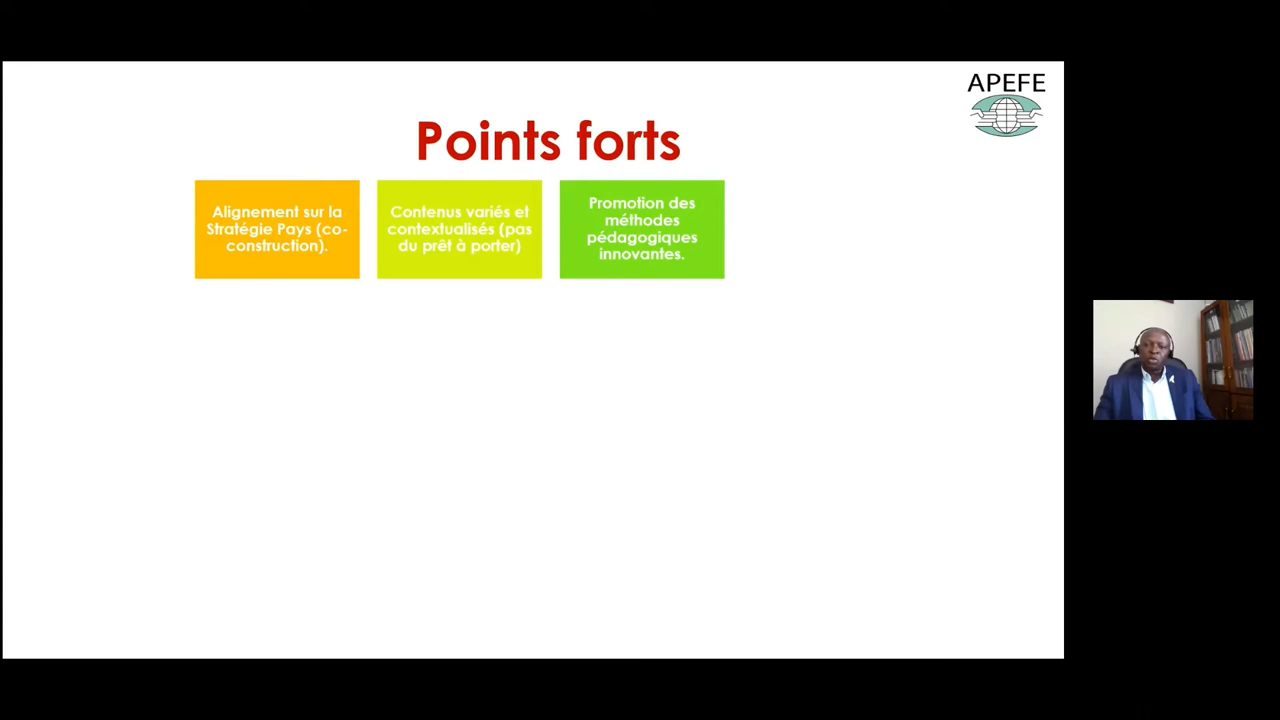 APEFE
Points forts
Alignement sur la
Stratégie Pays (co-
construction).
Contenus variés et
contextualisés (pas
du prêt à porter)
Promotion des
méthodes
pédagogiques
innovantes.